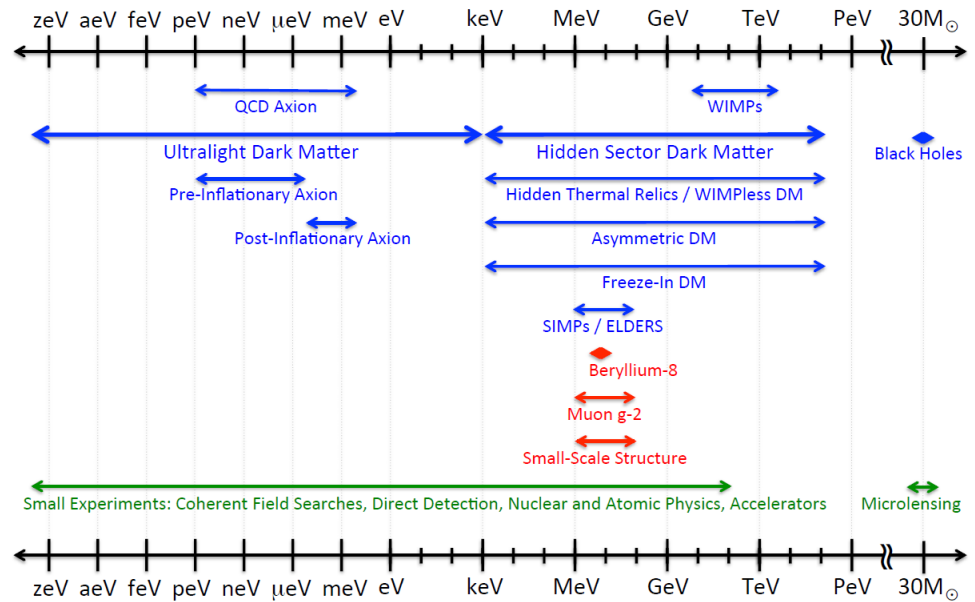 zeV aeV feV peV neV μeV meV eV keV MeV GeV TeV PeV 30M☉
QCD Axion WIMPs
Ultralight Dark Matter Hidden Sector Dark Matter Black Holes
Pre-Inflationary Axion Hidden Thermal Relics / WIMPless DM
Post-Inflationary Axion Asymmetric DM
Freeze-In DM
SIMPs / ELDERS
Beryllium-8
Muon g-2
Small-Scale Structure
Small Experiments: Coherent Field Searches, Direct Detection, Nuclear and Atomic Physics, Accelerators Microlensing
zeV aeV feV peV neV μeV meV eV keV MeV GeV TeV PeV 30M☉